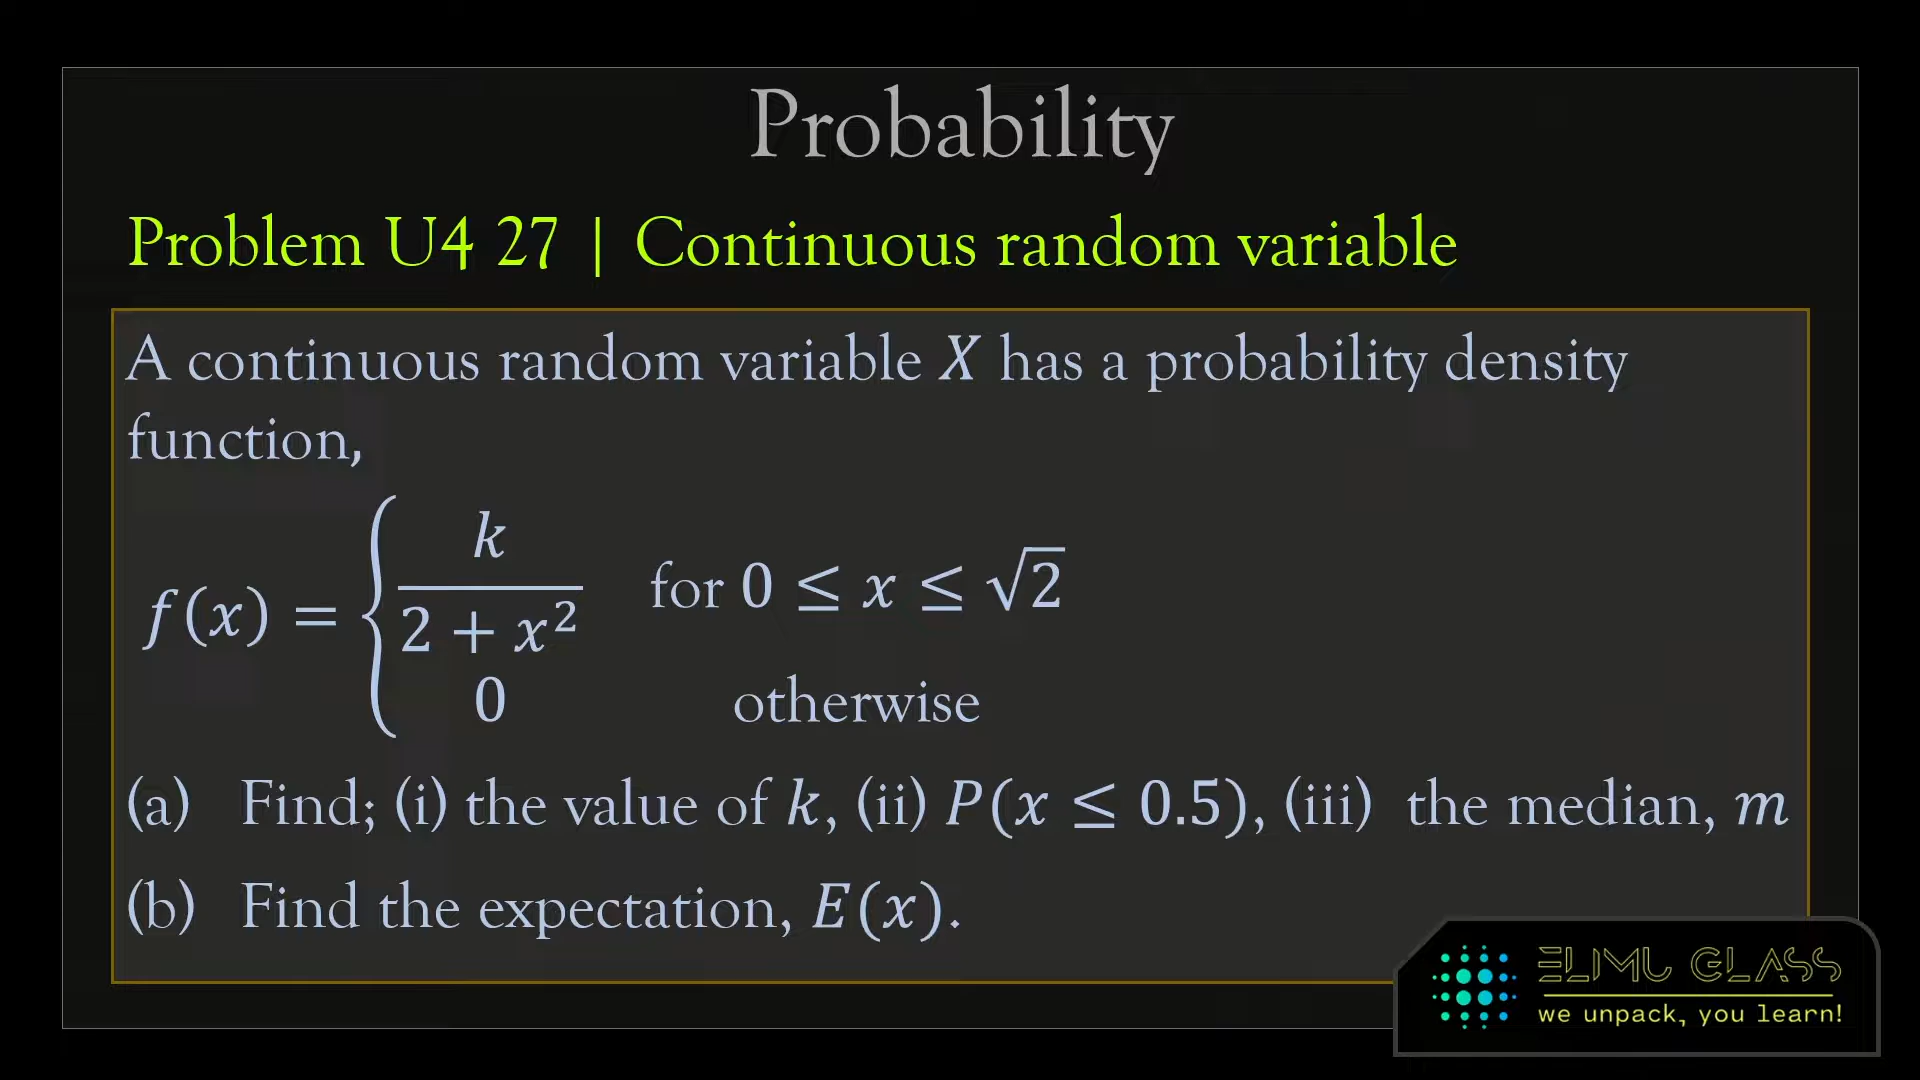 Probability
Problem U4 27 | Continuous random variable
A continuous random variable X has a probability density
function,
f(x) = { k / (2 + x²) for 0 ≤ x ≤ √2
0 otherwise
(a) Find; (i) the value of k, (ii) P(x ≤ 0.5), (iii) the median, m
(b) Find the expectation, E(x).
ELIMU GLASS
we unpack, you learn!